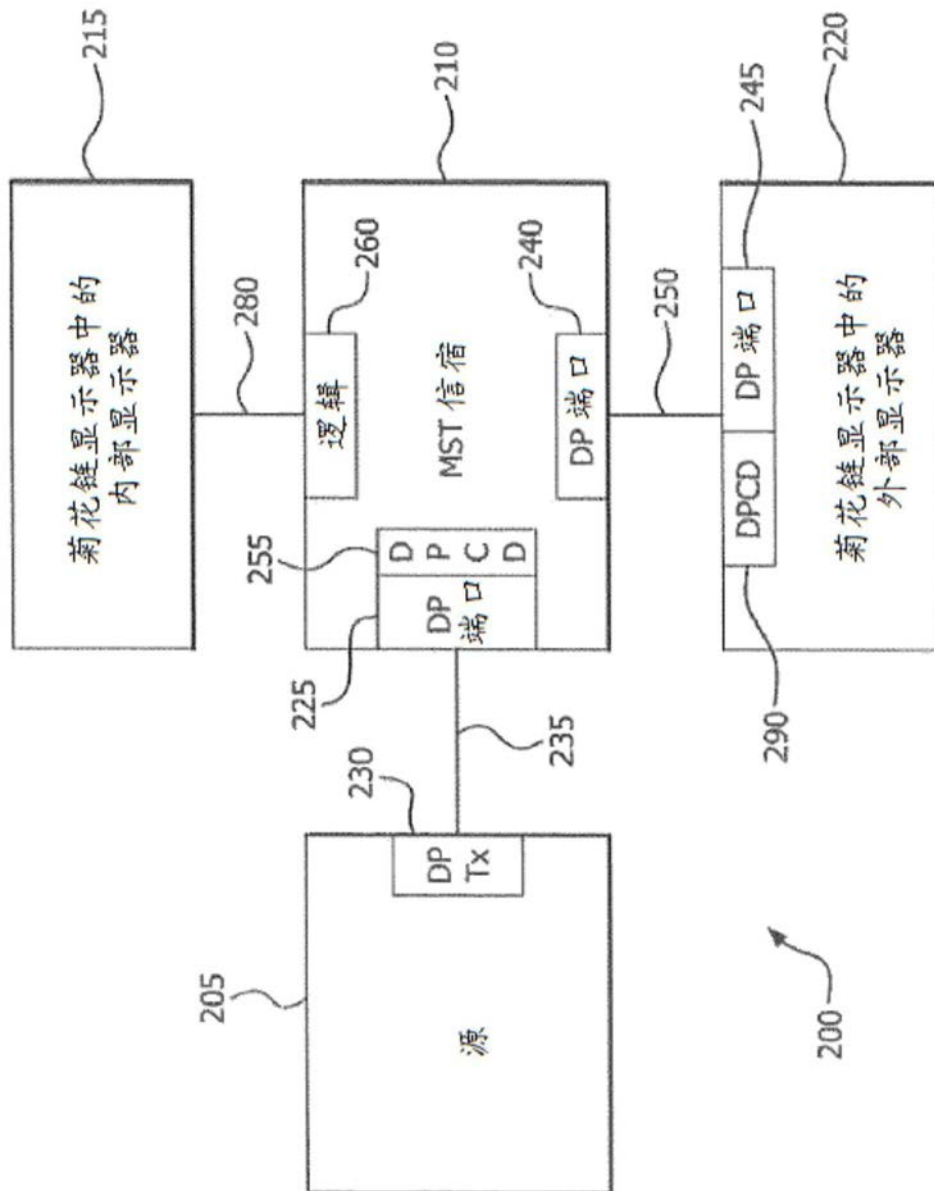 215
菊花链显示器中的
内部显示器
280
210
260
逻辑
MST 信宿
255
D
P
C
D
225
DP
端口
240
DP 端口
250
235
230
DP
Tx
205
源
245
220
DPCD
DP 端口
290
菊花链显示器中的
外部显示器
200